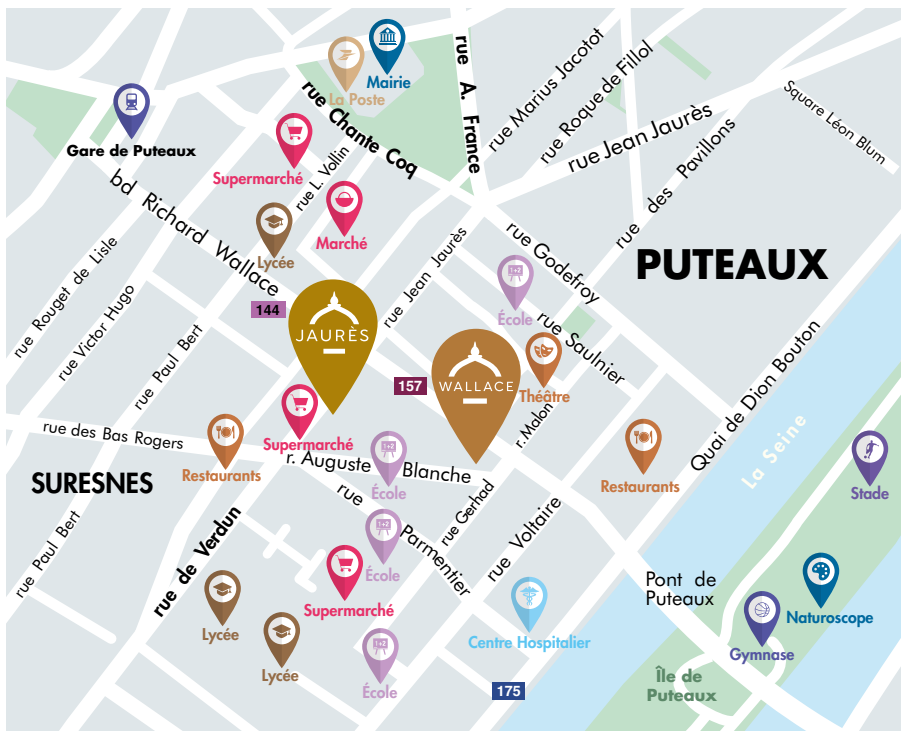 rue A. France
rue Marius Jacotot
rue Roque de Fillol
Mairie
La Poste
Square Léon Blum
rue Chante Coq
rue Jean Jaurès
Gare de Puteaux
Supermarché
rue L. Vollin
rue des Pavillons
bd Richard Wallace
Marché
Lycée
rue Jean Jaurès
rue Godefroy
PUTEAUX
rue Rouget de Lisle
rue Victor Hugo
144
JAURÈS
École
rue Saulnier
rue Paul Bert
157
WALLACE
Théâtre
Quai de Dion Bouton
La Seine
rue des Bas Rogers
Supermarché
r. Malon
Restaurants
r. Auguste Blanche
École
Restaurants
Stade
SURESNES
rue Paul Bert
rue de Verdun
rue Parmentier
rue Gerhad
rue Voltaire
École
Supermarché
Pont de
Puteaux
Naturoscope
Lycée
Centre Hospitalier
Gymnase
Lycée
École
175
Île de
Puteaux